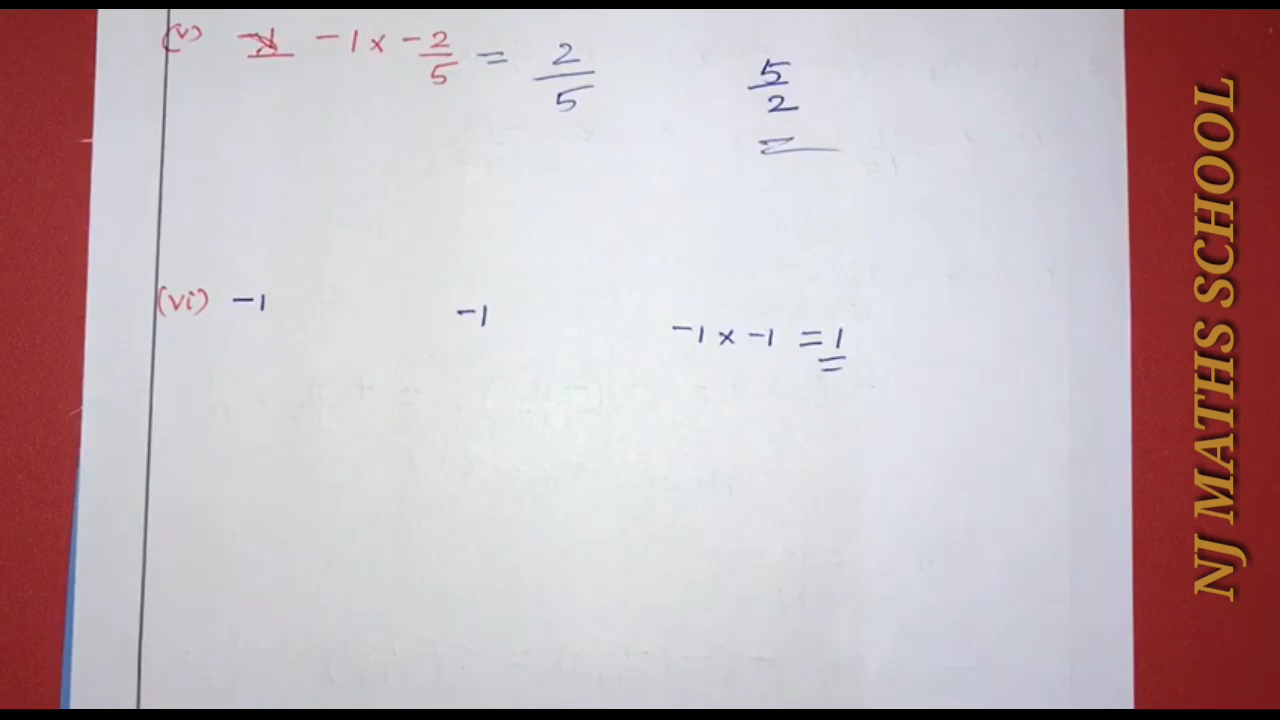 (v) -1 x -2/5 = 2/5 5/2
(vi) -1 -1 -1 x -1 = 1
NJ MATHS SCHOOL